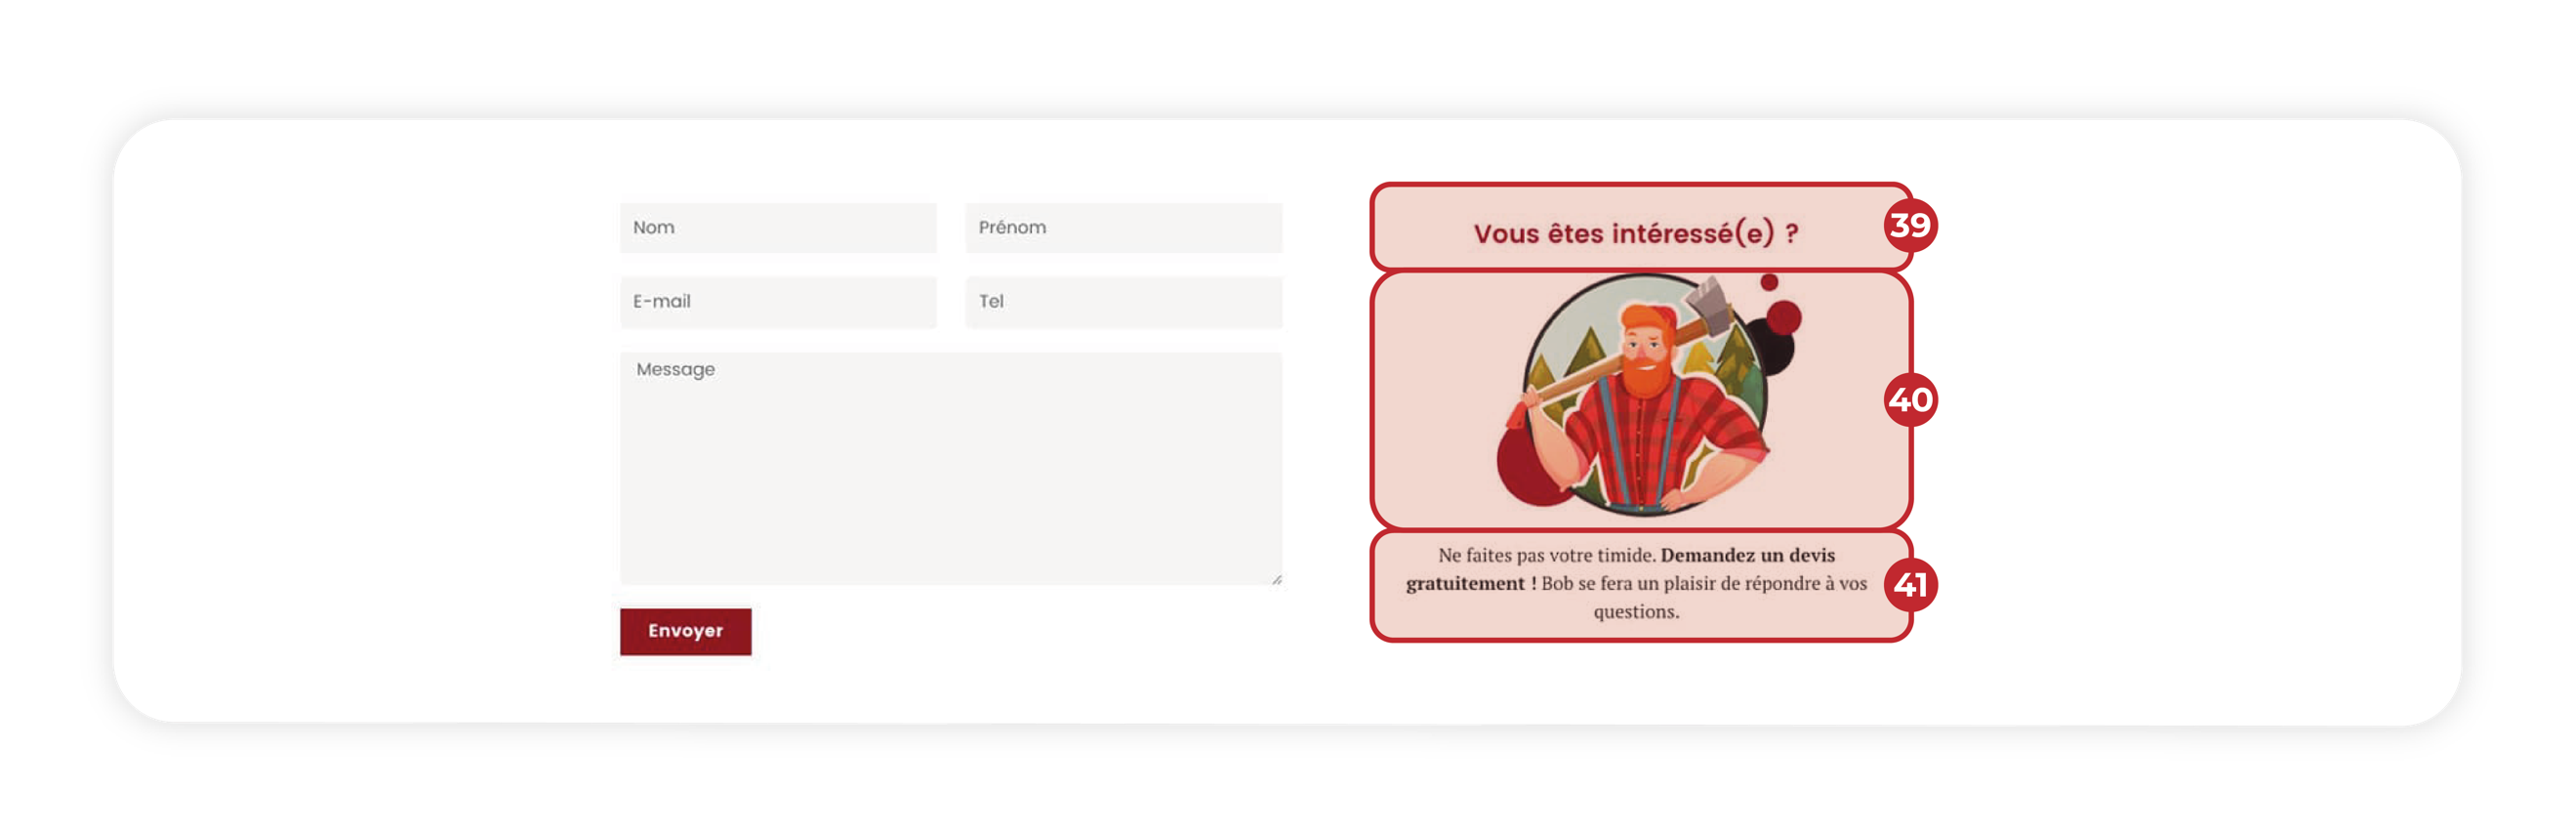 Nom
Prénom
E-mail
Tel
Message
Envoyer
Vous êtes intéressé(e) ?
39
40
Ne faites pas votre timide. Demandez un devis
gratuitement ! Bob se fera un plaisir de répondre à vos
questions.
41